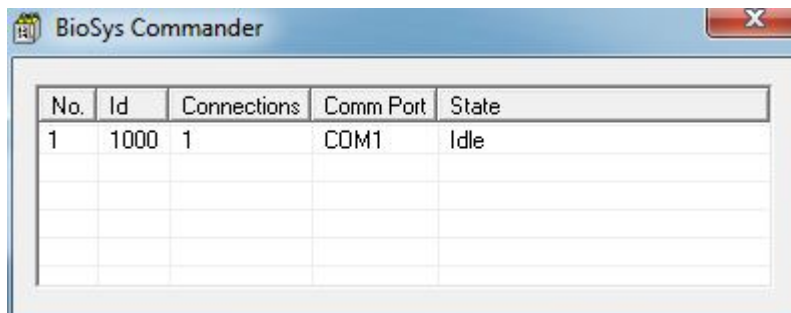 BioSys Commander
No. Id Connections Comm Port State
1 1000 1 COM1 Idle